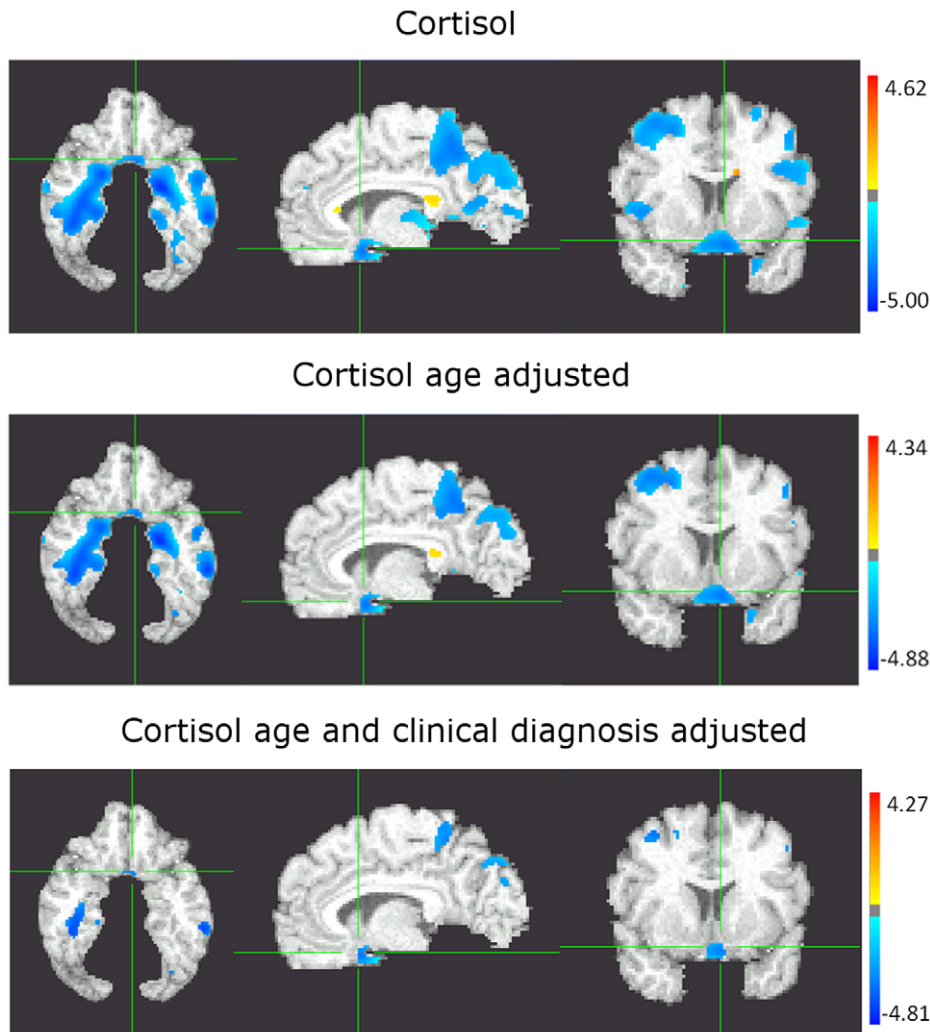 Cortisol
4.62
-5.00
Cortisol age adjusted
4.34
-4.88
Cortisol age and clinical diagnosis adjusted
4.27
-4.81